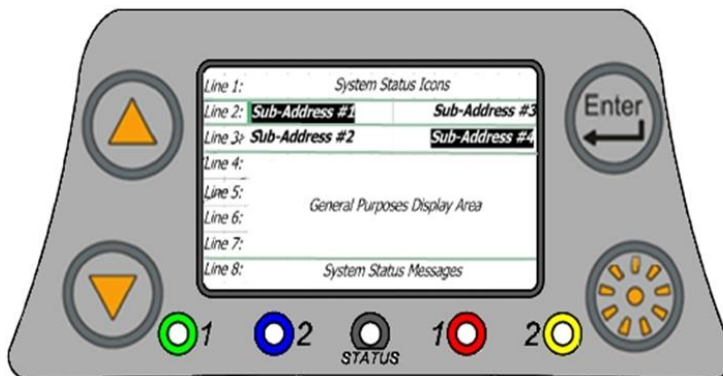 Line 1: System Status Icons
Line 2: Sub-Address #1 Sub-Address #3
Line 3: Sub-Address #2 Sub-Address #4
Line 4:
Line 5:
General Purposes Display Area
Line 6:
Line 7:
Line 8: System Status Messages
Enter
1 2 STATUS 1 2